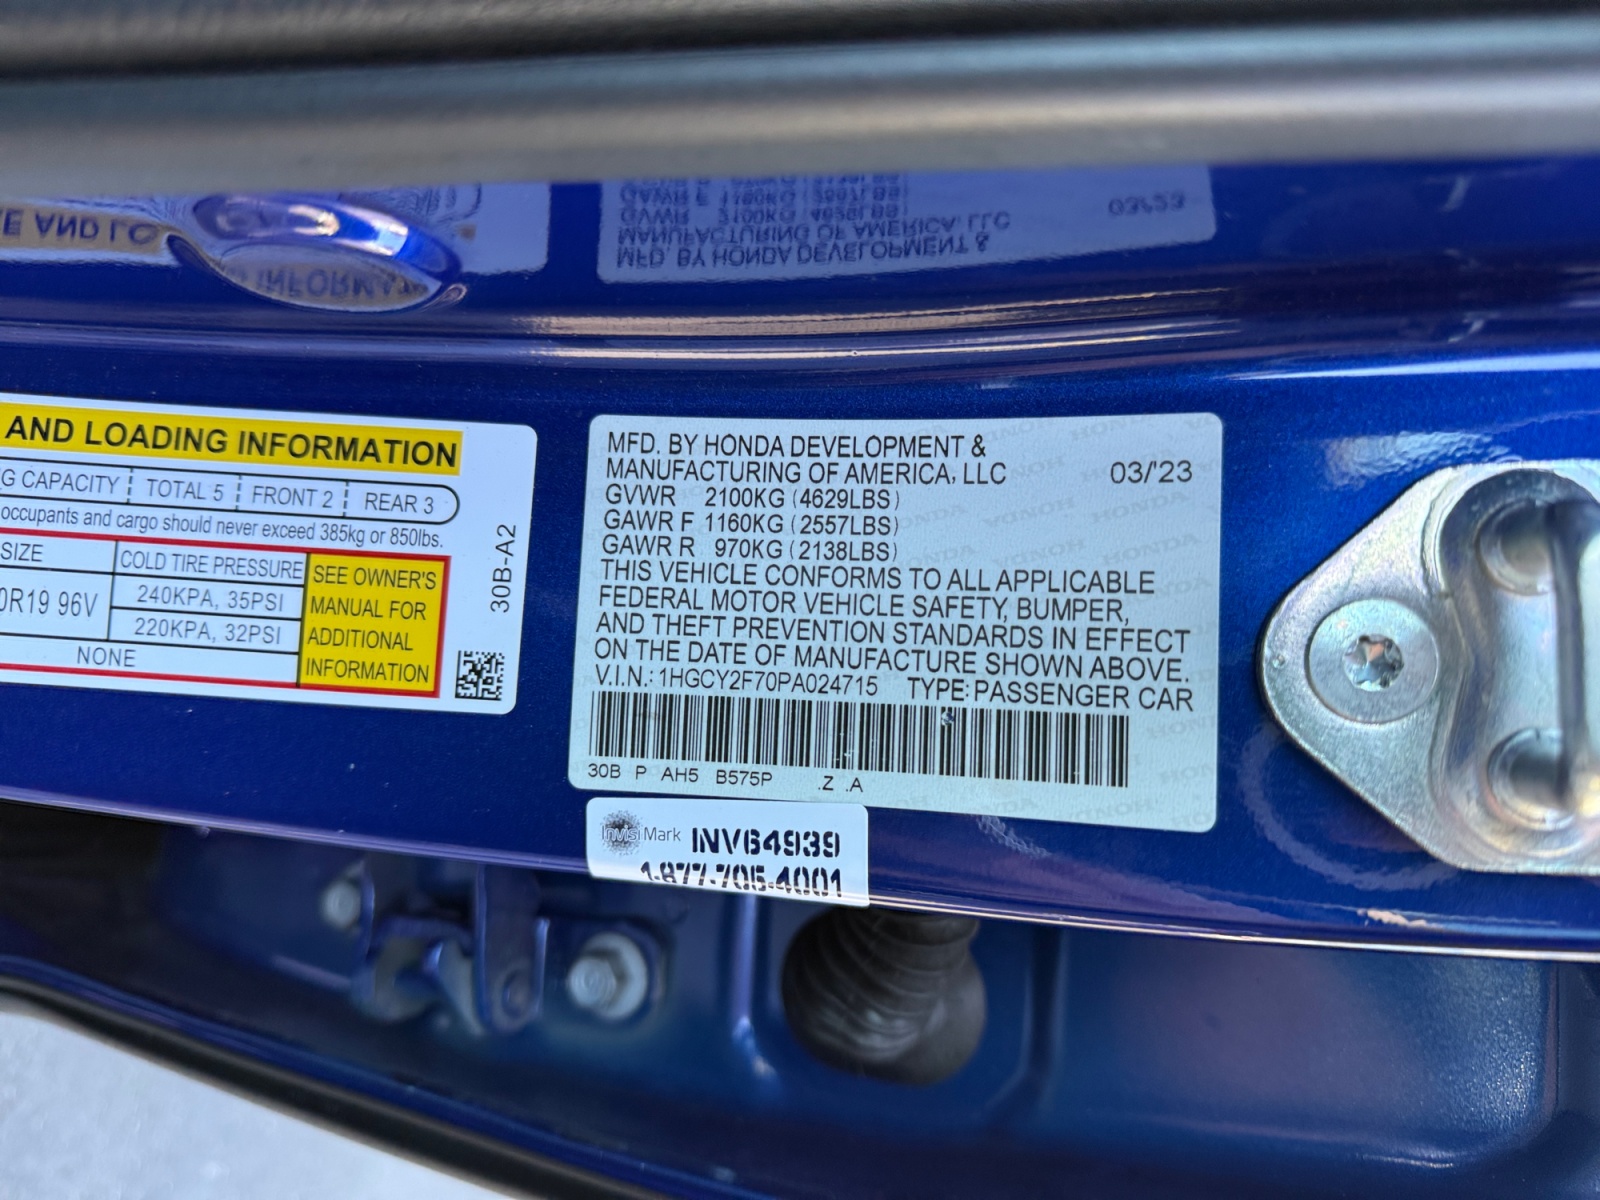 AND LOADING INFORMATION
G CAPACITY TOTAL 5 FRONT 2 REAR 3
occupants and cargo should never exceed 385kg or 850lbs.
SIZE COLD TIRE PRESSURE SEE OWNER'S MANUAL FOR ADDITIONAL INFORMATION
0R19 96V 240KPA, 35PSI
220KPA, 32PSI
NONE
30B-A2
MFD. BY HONDA DEVELOPMENT &
MANUFACTURING OF AMERICA, LLC 03/'23
GVWR 2100KG (4629LBS)
GAWR F 1160KG (2557LBS)
GAWR R 970KG (2138LBS)
THIS VEHICLE CONFORMS TO ALL APPLICABLE
FEDERAL MOTOR VEHICLE SAFETY, BUMPER,
AND THEFT PREVENTION STANDARDS IN EFFECT
ON THE DATE OF MANUFACTURE SHOWN ABOVE.
V.I.N.: 1HGCY2F70PA024715 TYPE: PASSENGER CAR
30B P AH5 B575P .Z .A
InvisiMark INV64939
1-877-705-4001